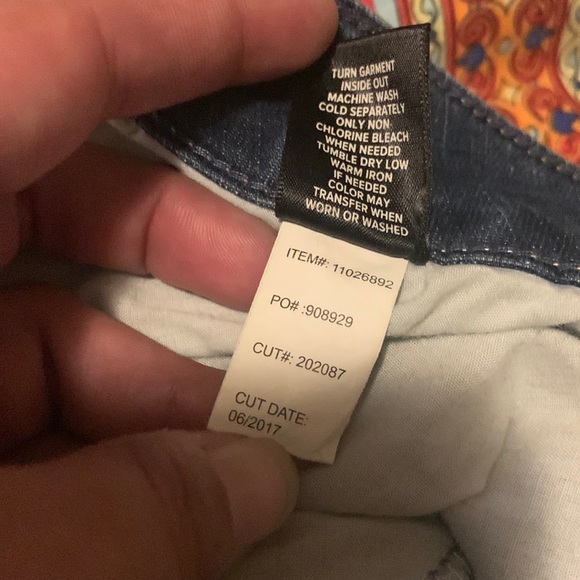 TURN GARMENT
INSIDE OUT
MACHINE WASH
COLD SEPARATELY
ONLY NON
CHLORINE BLEACH
WHEN NEEDED
TUMBLE DRY LOW
WARM IRON
IF NEEDED
COLOR MAY
TRANSFER WHEN
WORN OR WASHED
ITEM#: 11026892
PO# :908929
CUT#: 202087
CUT DATE:
06/2017